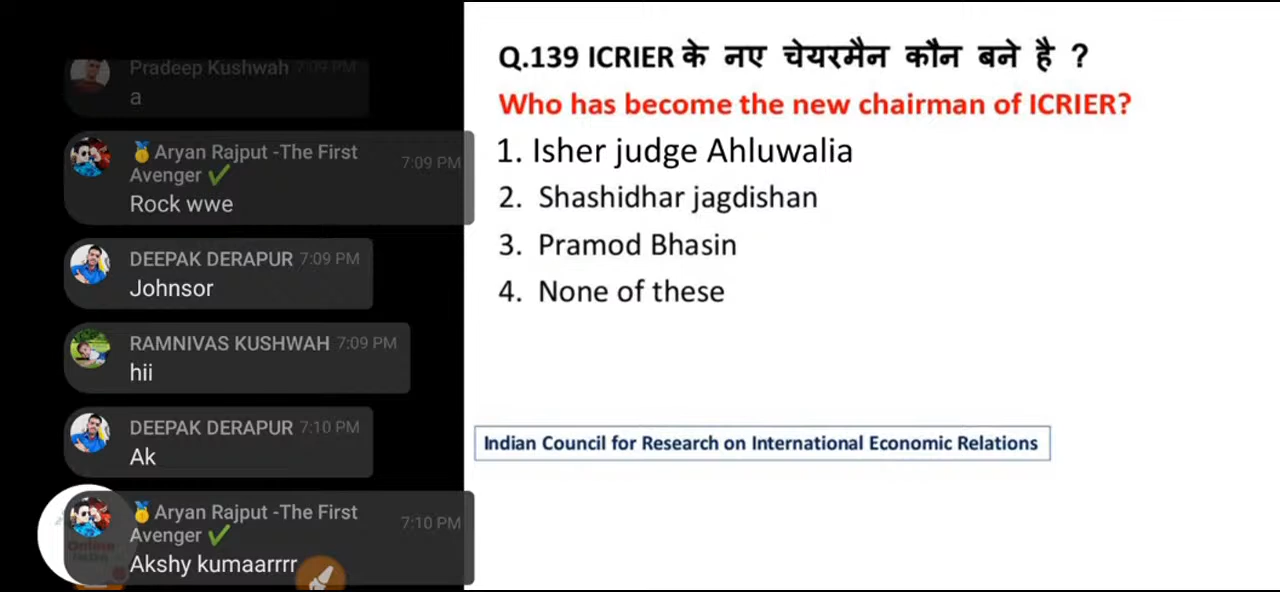 Pradeep Kushwah 7:09 PM
a
🥇Aryan Rajput -The First
Avenger ✔ 7:09 PM
Rock wwe
DEEPAK DERAPUR 7:09 PM
Johnsor
RAMNIVAS KUSHWAH 7:09 PM
hii
DEEPAK DERAPUR 7:10 PM
Ak
🥇Aryan Rajput -The First
Avenger ✔ 7:10 PM
Akshy kumaarrrr
Q.139 ICRIER के नए चेयरमैन कौन बने है ?
Who has become the new chairman of ICRIER?
1. Isher judge Ahluwalia
2. Shashidhar jagdishan
3. Pramod Bhasin
4. None of these
Indian Council for Research on International Economic Relations